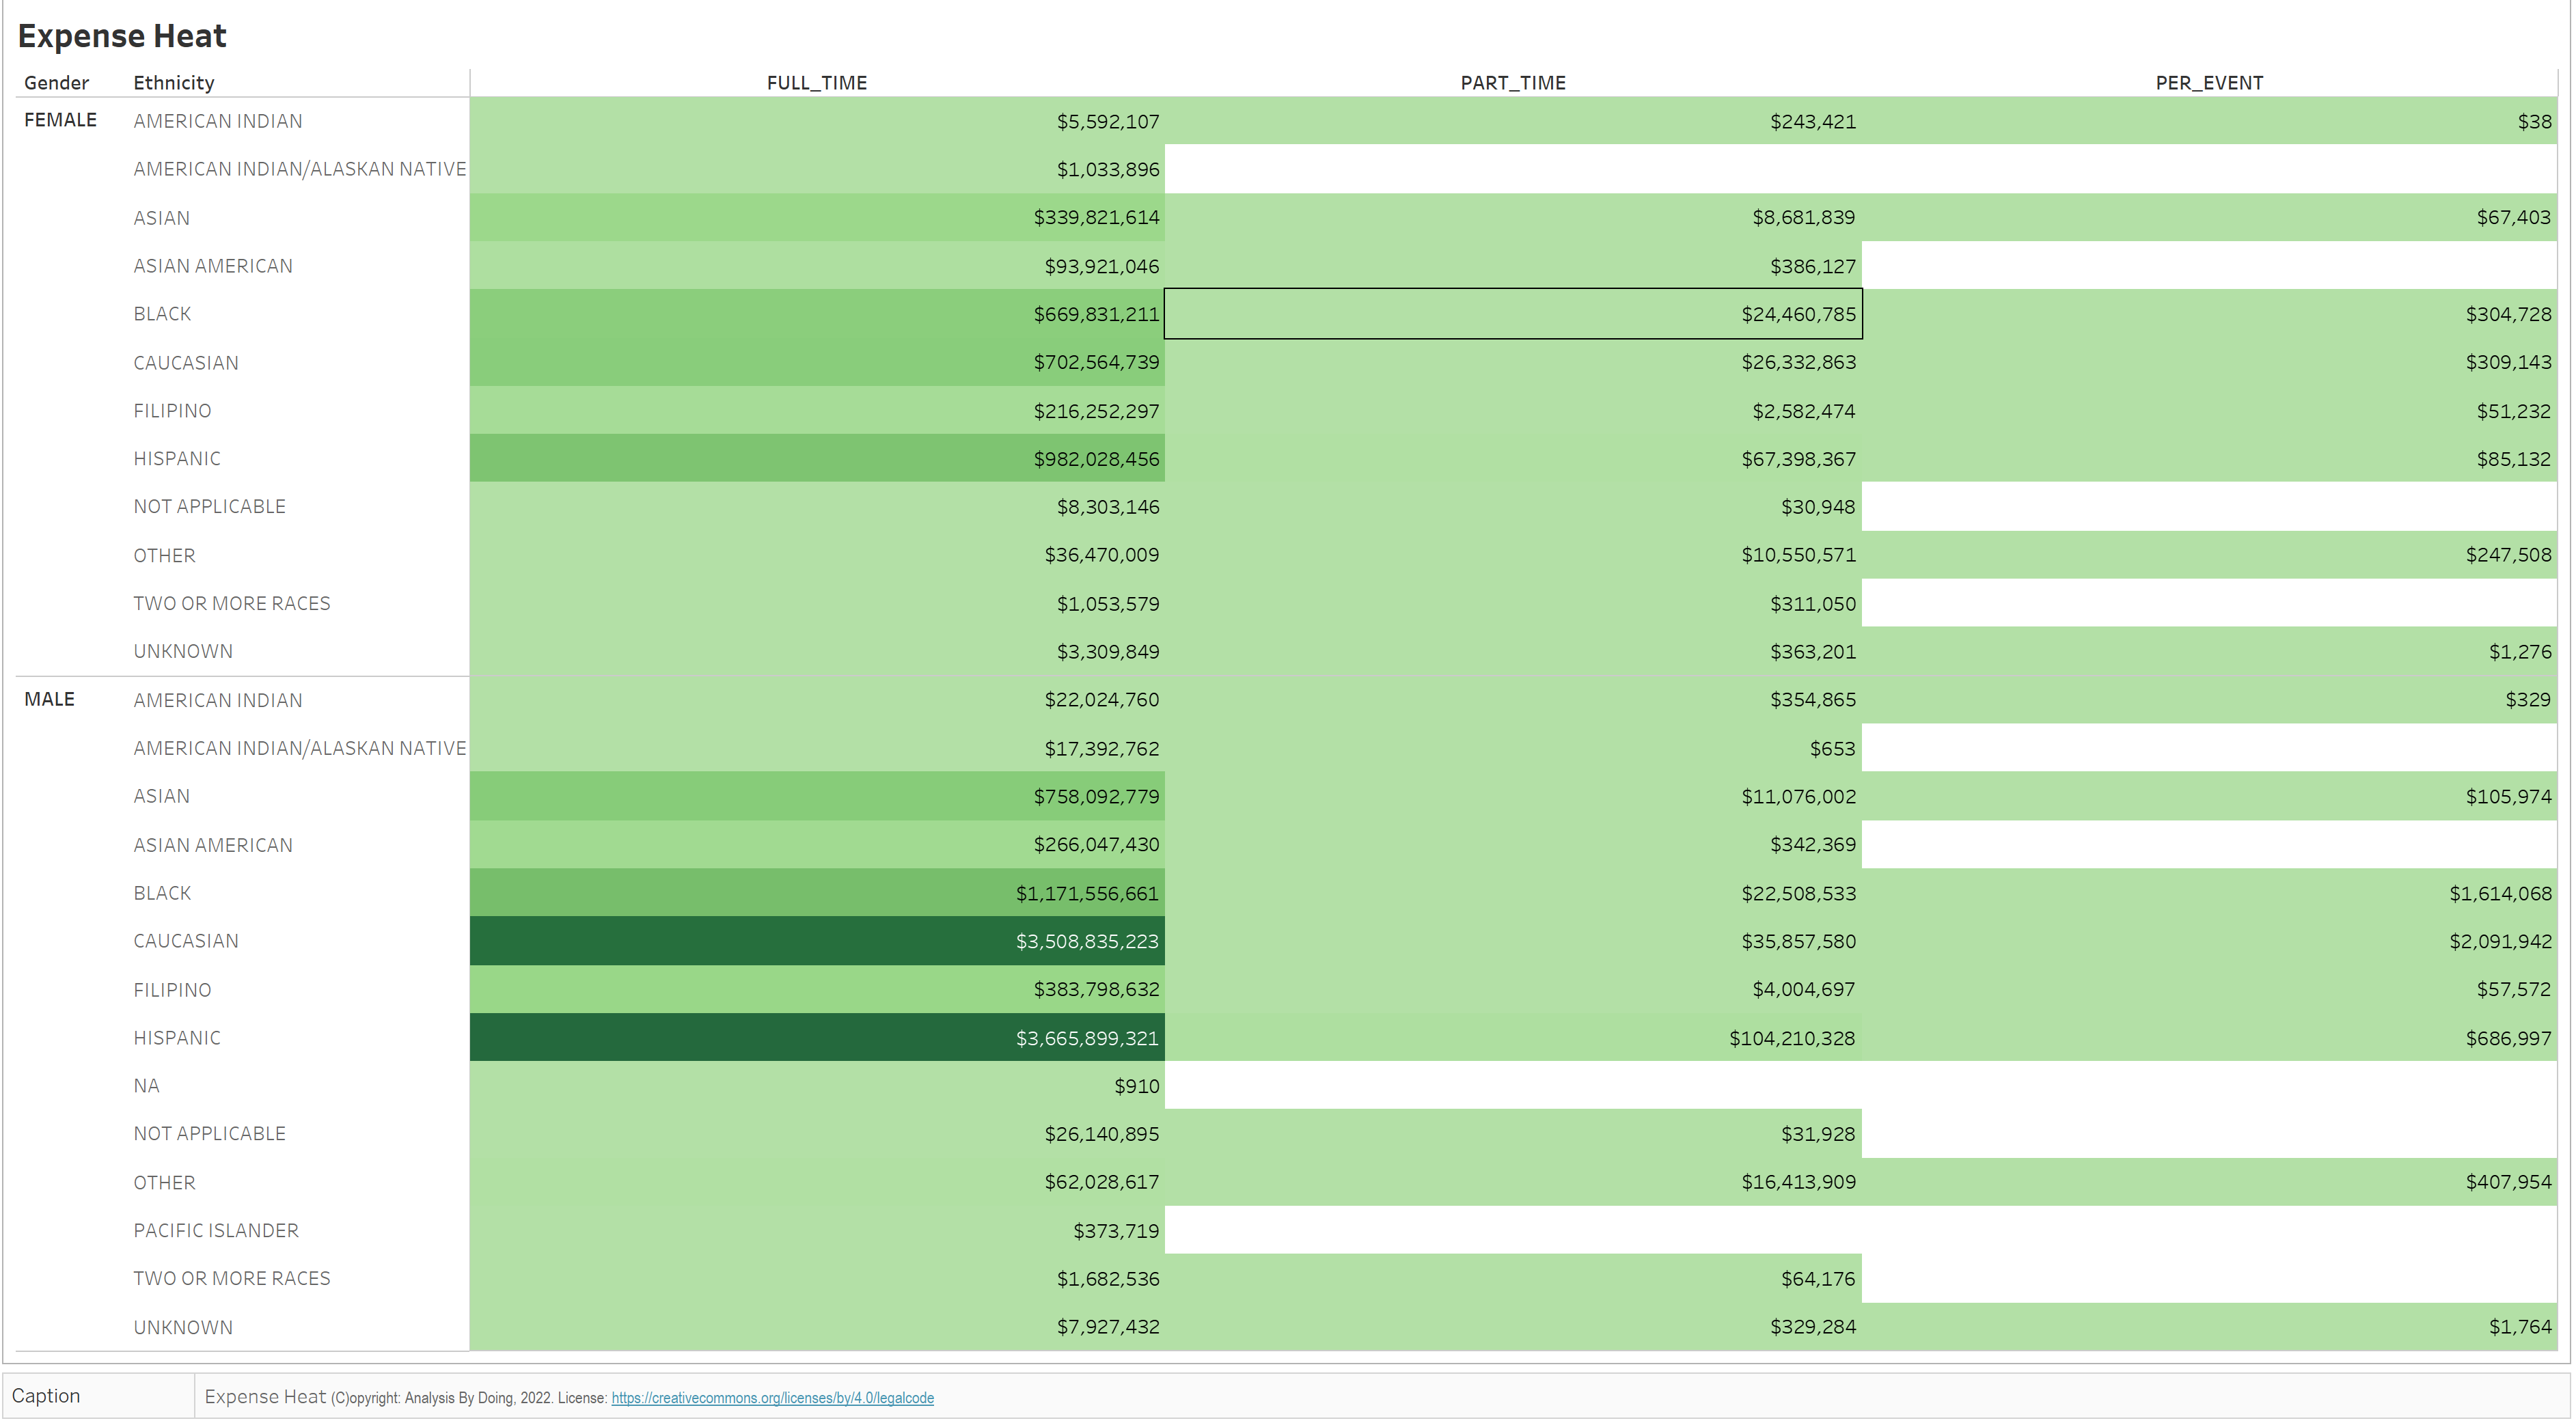 Expense Heat
Gender Ethnicity FULL_TIME PART_TIME PER_EVENT
FEMALE AMERICAN INDIAN $5,592,107 $243,421 $38
AMERICAN INDIAN/ALASKAN NATIVE $1,033,896
ASIAN $339,821,614 $8,681,839 $67,403
ASIAN AMERICAN $93,921,046 $386,127
BLACK $669,831,211 $24,460,785 $304,728
CAUCASIAN $702,564,739 $26,332,863 $309,143
FILIPINO $216,252,297 $2,582,474 $51,232
HISPANIC $982,028,456 $67,398,367 $85,132
NOT APPLICABLE $8,303,146 $30,948
OTHER $36,470,009 $10,550,571 $247,508
TWO OR MORE RACES $1,053,579 $311,050
UNKNOWN $3,309,849 $363,201 $1,276
MALE AMERICAN INDIAN $22,024,760 $354,865 $329
AMERICAN INDIAN/ALASKAN NATIVE $17,392,762 $653
ASIAN $758,092,779 $11,076,002 $105,974
ASIAN AMERICAN $266,047,430 $342,369
BLACK $1,171,556,661 $22,508,533 $1,614,068
CAUCASIAN $3,508,835,223 $35,857,580 $2,091,942
FILIPINO $383,798,632 $4,004,697 $57,572
HISPANIC $3,665,899,321 $104,210,328 $686,997
NA $910
NOT APPLICABLE $26,140,895 $31,928
OTHER $62,028,617 $16,413,909 $407,954
PACIFIC ISLANDER $373,719
TWO OR MORE RACES $1,682,536 $64,176
UNKNOWN $7,927,432 $329,284 $1,764
Caption Expense Heat (C)opyright: Analysis By Doing, 2022. License: https://creativecommons.org/licenses/by/4.0/legalcode